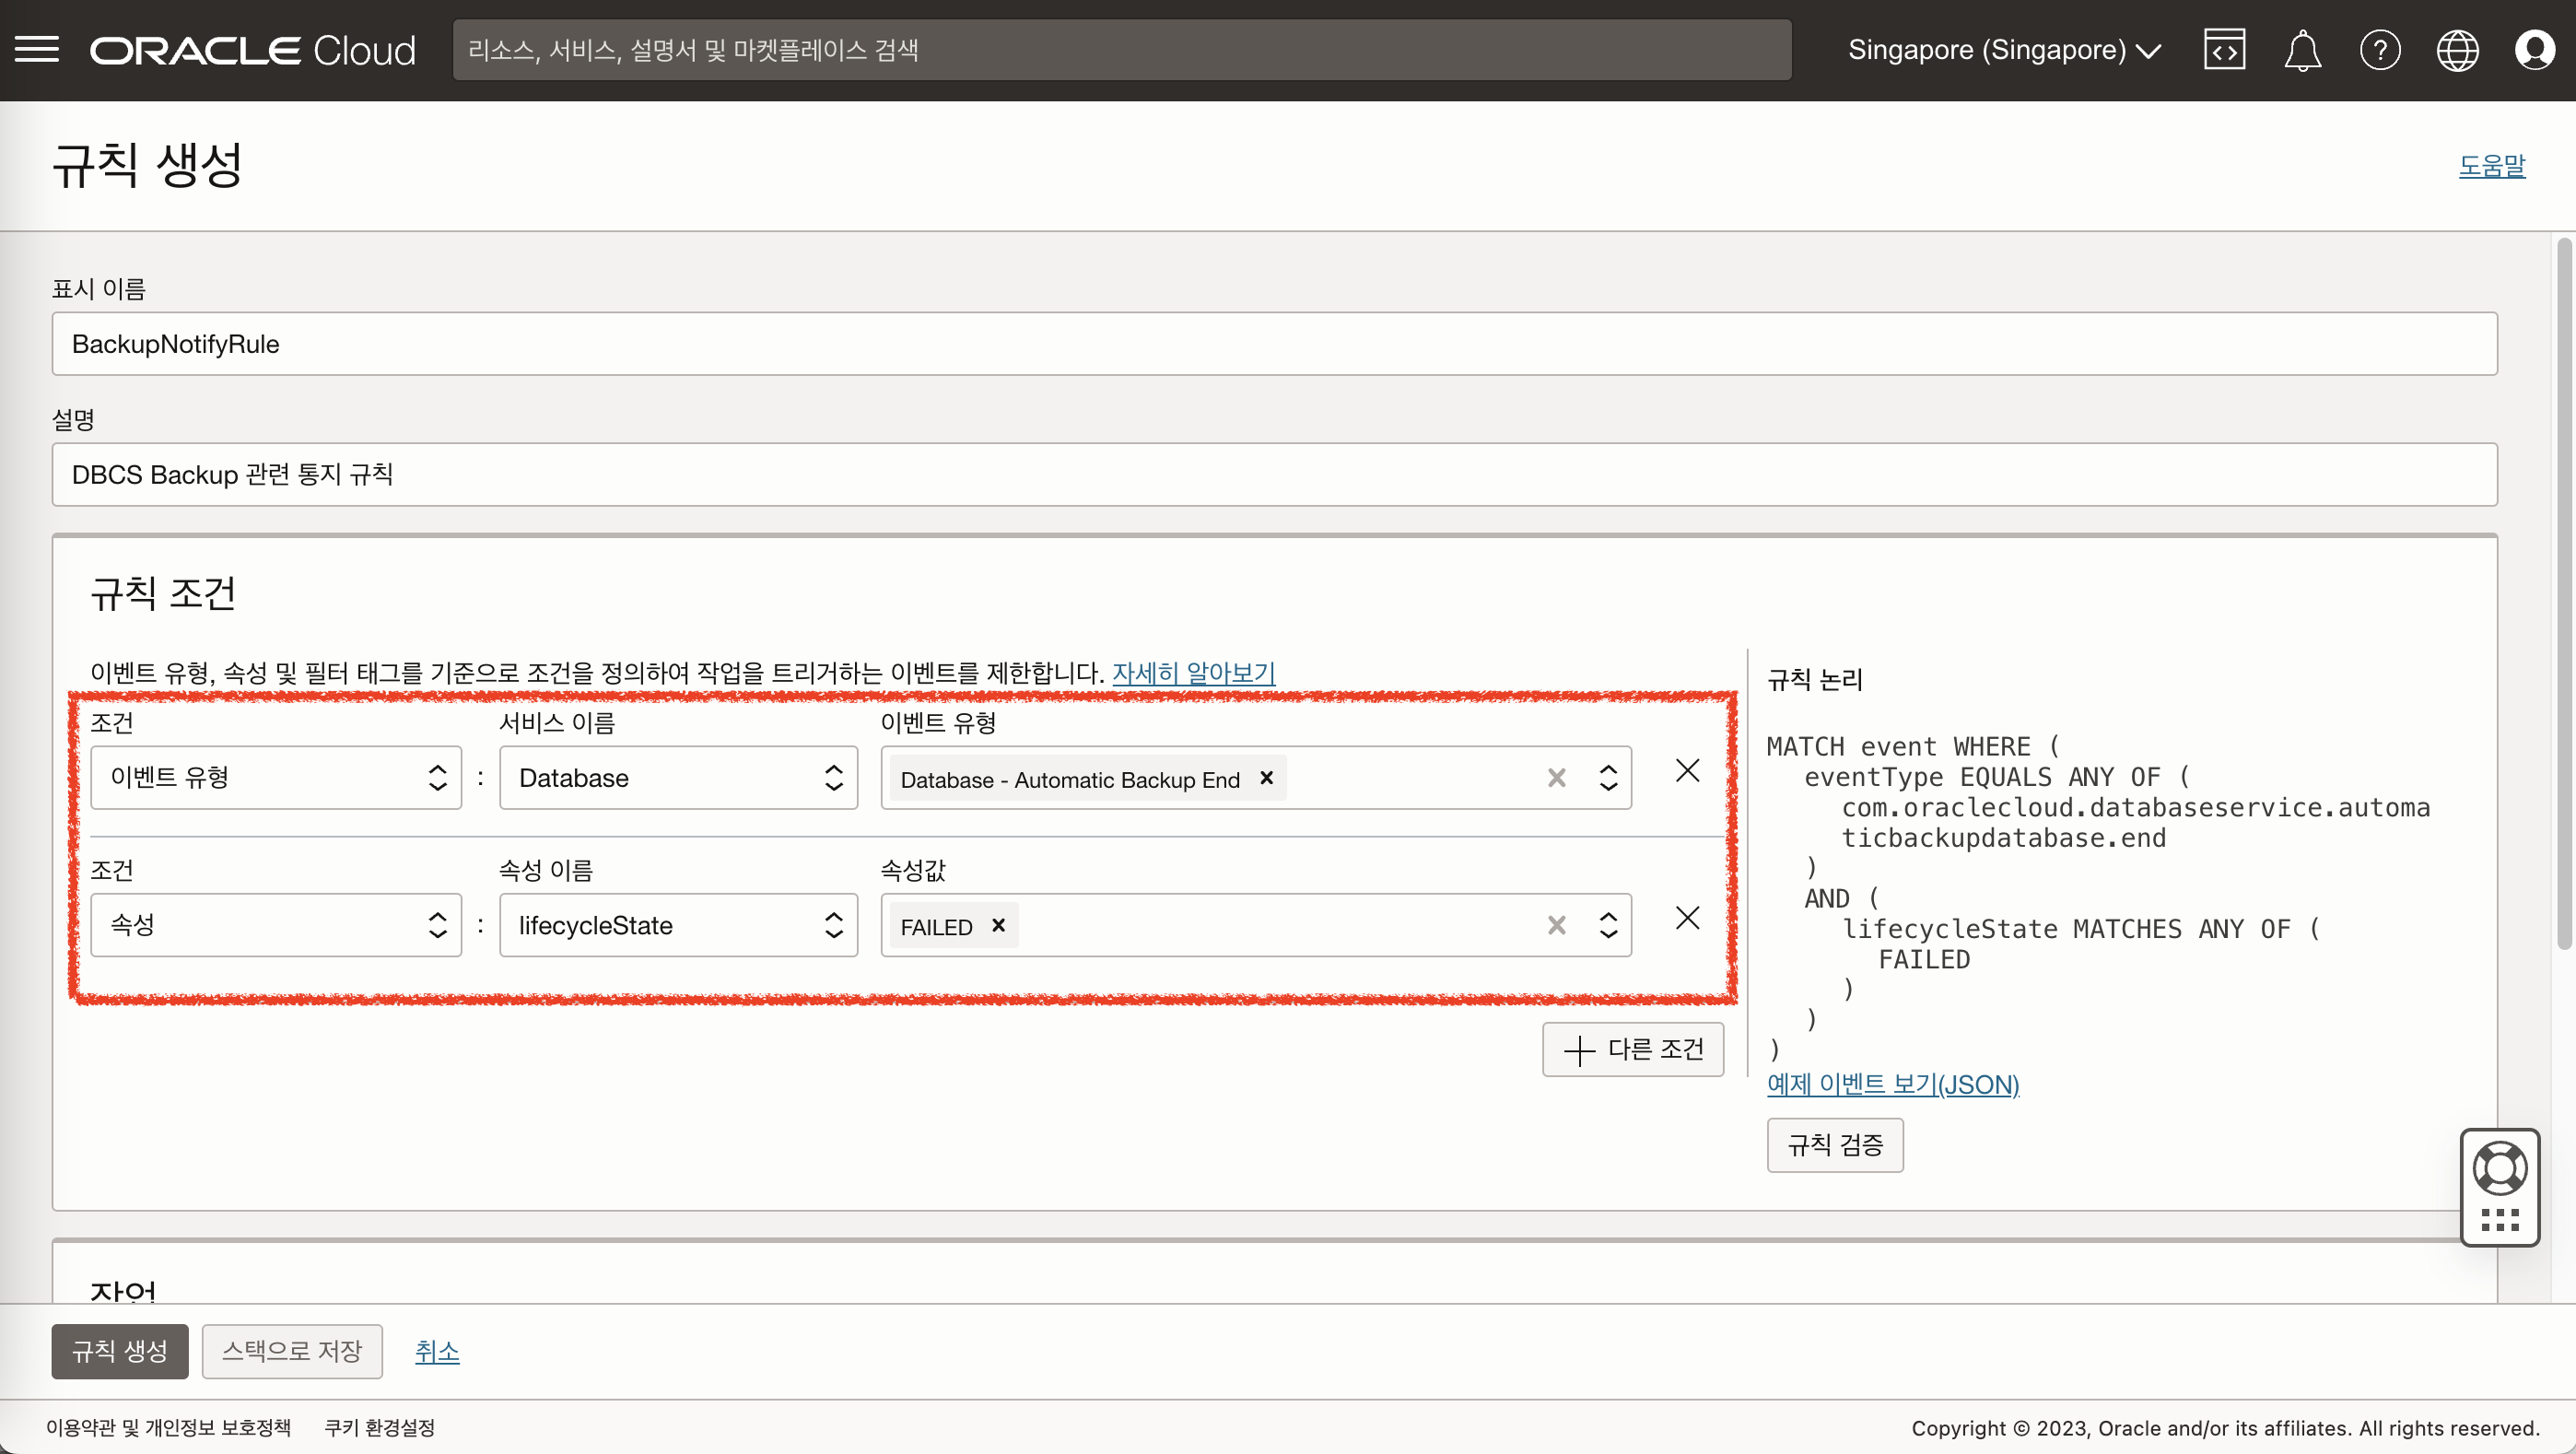 ORACLE Cloud
리소스, 서비스, 설명서 및 마켓플레이스 검색
Singapore (Singapore)
규칙 생성
도움말
표시 이름
BackupNotifyRule
설명
DBCS Backup 관련 통지 규칙
규칙 조건
이벤트 유형, 속성 및 필터 태그를 기준으로 조건을 정의하여 작업을 트리거하는 이벤트를 제한합니다. 자세히 알아보기
조건 서비스 이름 이벤트 유형
이벤트 유형 : Database Database - Automatic Backup End
조건 속성 이름 속성값
속성 : lifecycleState FAILED
다른 조건
규칙 논리
MATCH event WHERE (
eventType EQUALS ANY OF (
com.oraclecloud.databaseservice.automa
ticbackupdatabase.end
)
AND (
lifecycleState MATCHES ANY OF (
FAILED
)
)
)
예제 이벤트 보기(JSON)
규칙 검증
작업
규칙 생성 스택으로 저장 취소
이용약관 및 개인정보 보호정책 쿠키 환경설정
Copyright © 2023, Oracle and/or its affiliates. All rights reserved.